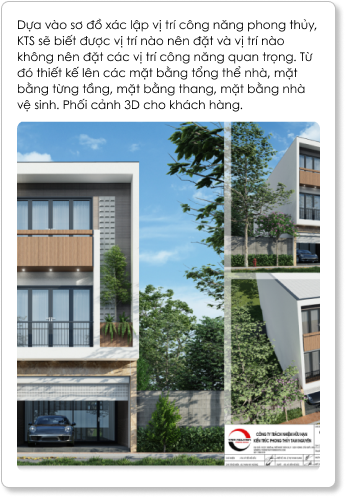 Dựa vào sơ đồ xác lập vị trí công năng phong thủy,
KTS sẽ biết được vị trí nào nên đặt và vị trí nào
không nên đặt các vị trí công năng quan trọng. Từ
đó thiết kế lên các mặt bằng tổng thể nhà, mặt
bằng từng tầng, mặt bằng thang, mặt bằng nhà
vệ sinh. Phối cảnh 3D cho khách hàng.
CÔNG TY TRÁCH NHIỆM HỮU HẠN
KIẾN TRÚC PHONG THỦY TAM NGUYÊN